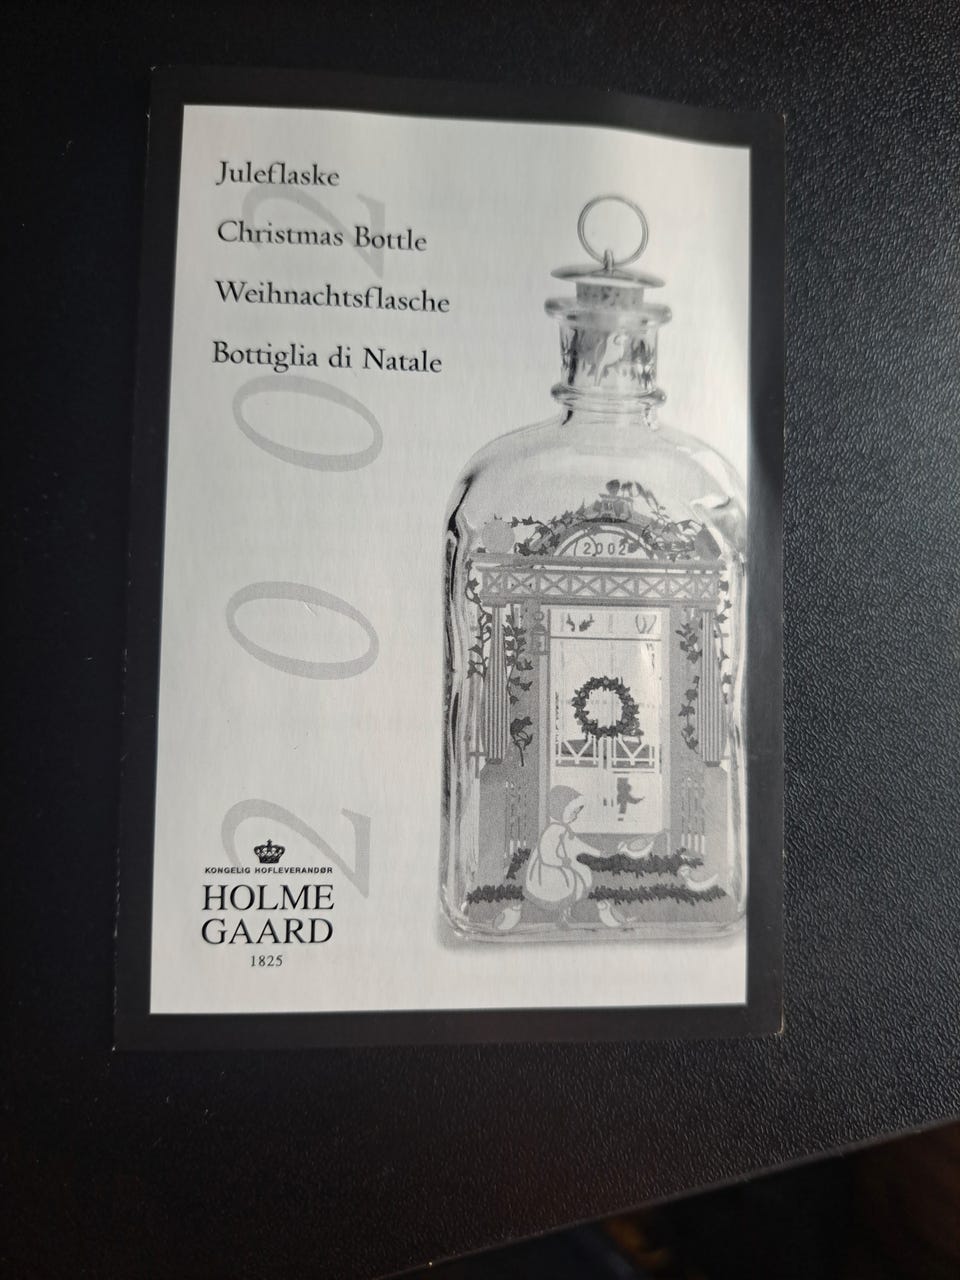 Juleflaske
Christmas Bottle
Weihnachtsflasche
Bottiglia di Natale
2002
2002
KONGELIG HOFLEVERANDØR
HOLME
GAARD
1825